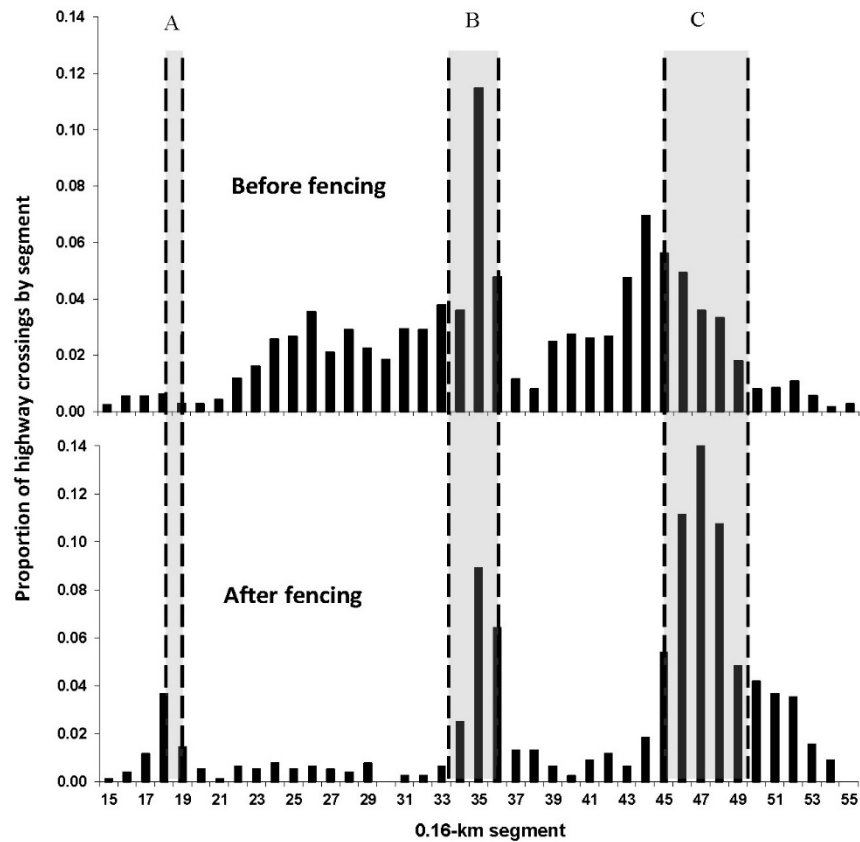 A B C
Proportion of highway crossings by segment
0.14
0.12
0.10
0.08
0.06
0.04
0.02
0.00
Before fencing
0.14
0.12
0.10
0.08
0.06
0.04
0.02
0.00
After fencing
15 17 19 21 23 25 27 29 31 33 35 37 39 41 43 45 47 49 51 53 55
0.16-km segment